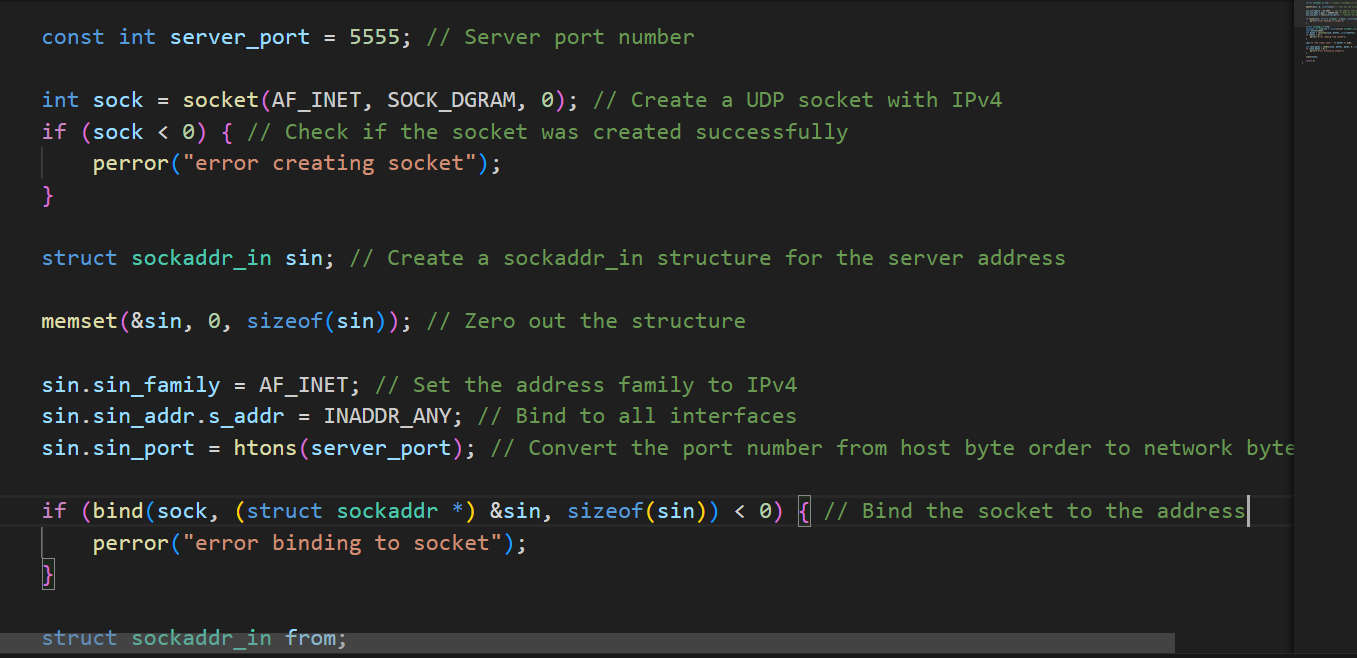 const int server_port = 5555; // Server port number
int sock = socket(AF_INET, SOCK_DGRAM, 0); // Create a UDP socket with IPv4
if (sock < 0) { // Check if the socket was created successfully
    perror("error creating socket");
}
struct sockaddr_in sin; // Create a sockaddr_in structure for the server address
memset(&sin, 0, sizeof(sin)); // Zero out the structure
sin.sin_family = AF_INET; // Set the address family to IPv4
sin.sin_addr.s_addr = INADDR_ANY; // Bind to all interfaces
sin.sin_port = htons(server_port); // Convert the port number from host byte order to network byte
if (bind(sock, (struct sockaddr *) &sin, sizeof(sin)) < 0) { // Bind the socket to the address
    perror("error binding to socket");
}
struct sockaddr_in from;